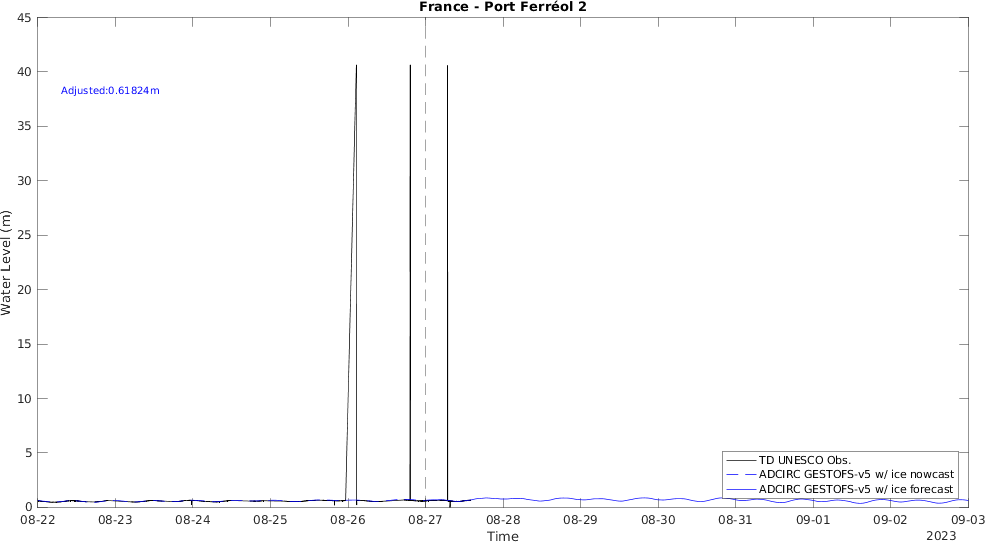 France - Port Ferréol 2
45
40
35
30
25
20
15
10
5
0
Water Level (m)
Adjusted:0.61824m
TD UNESCO Obs.
ADCIRC GESTOFS-v5 w/ ice nowcast
ADCIRC GESTOFS-v5 w/ ice forecast
08-22 08-23 08-24 08-25 08-26 08-27 08-28 08-29 08-30 08-31 09-01 09-02 09-03
Time
2023